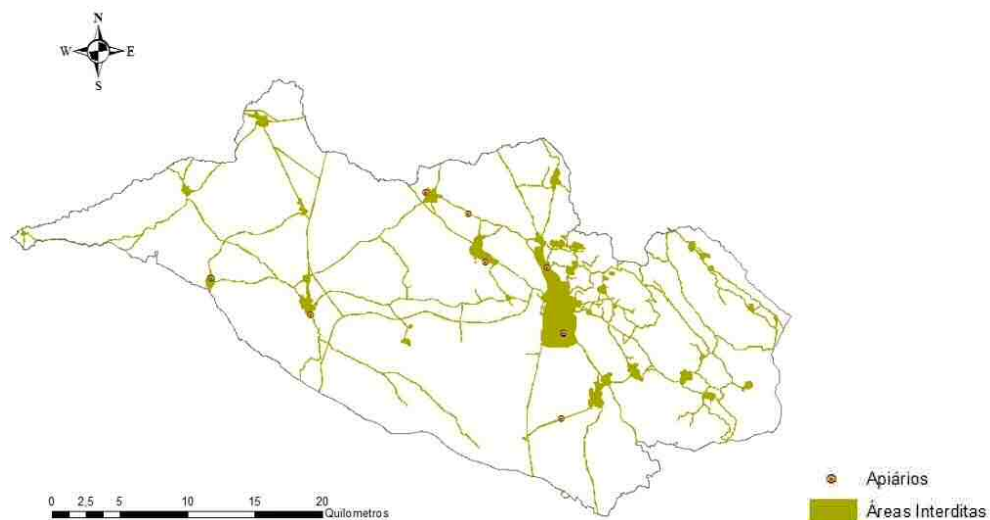 N
W E
S
0 2,5 5 10 15 20
Quilometros
Apiários
Áreas Interditas